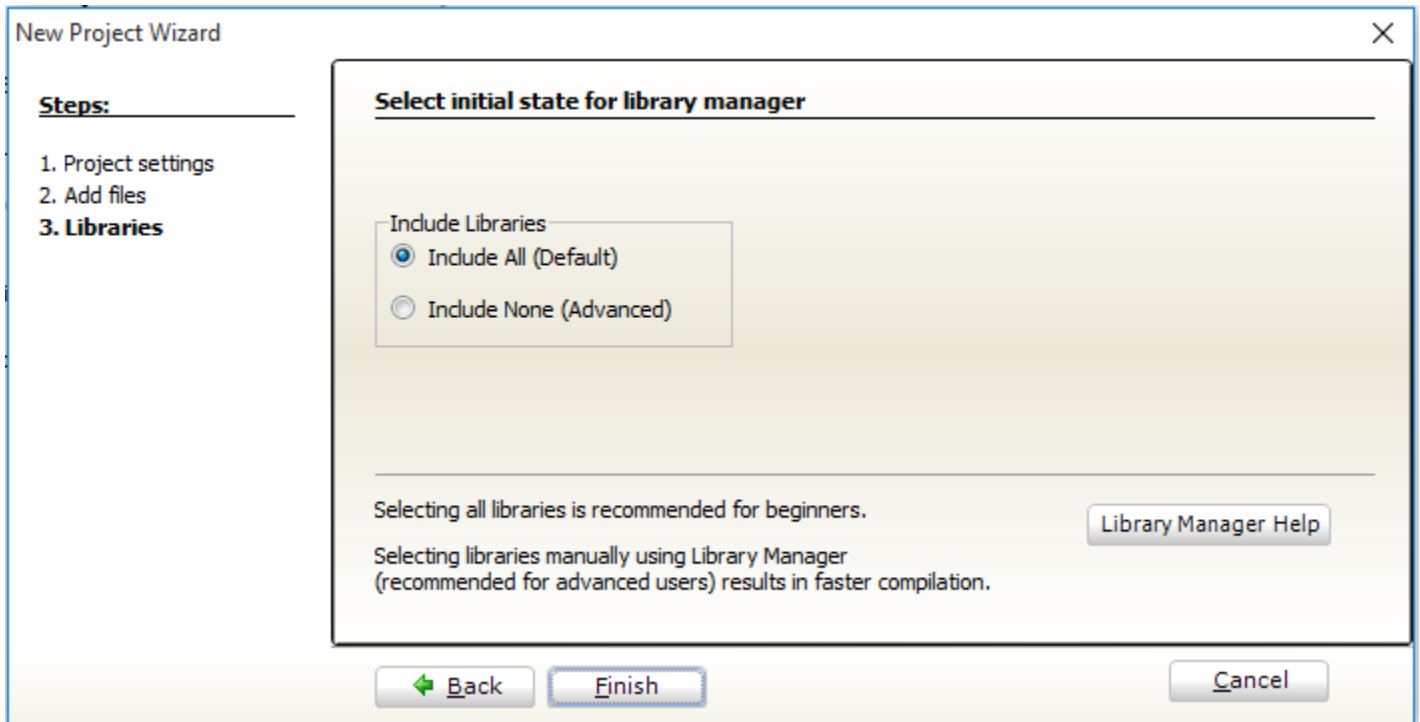 New Project Wizard
Steps:
1. Project settings
2. Add files
3. Libraries
Select initial state for library manager
Include Libraries
Include All (Default)
Include None (Advanced)
Selecting all libraries is recommended for beginners.
Selecting libraries manually using Library Manager
(recommended for advanced users) results in faster compilation.
Library Manager Help
Back
Finish
Cancel